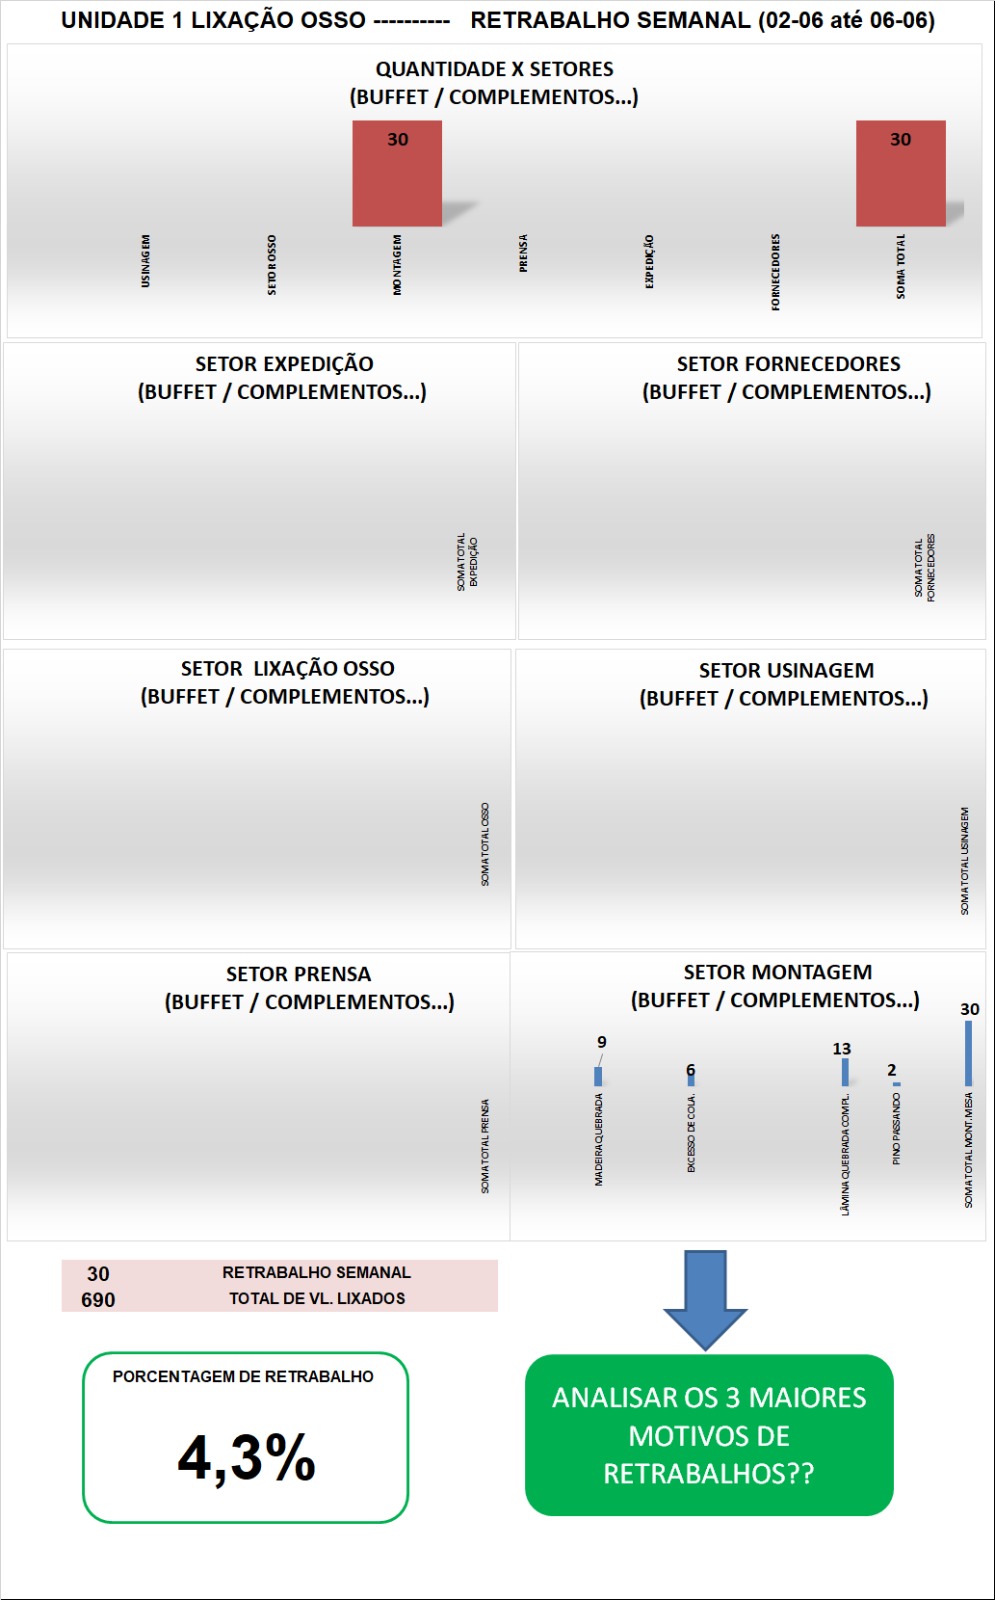 UNIDADE 1 LIXAÇÃO OSSO ---------- RETRABALHO SEMANAL (02-06 até 06-06)
QUANTIDADE X SETORES
(BUFFET / COMPLEMENTOS...)
30
30
USINAGEM
SETOR OSSO
MONTAGEM
PRENSA
EXPEDIÇÃO
FORNECEDORES
SOMA TOTAL
SETOR EXPEDIÇÃO
(BUFFET / COMPLEMENTOS...)
SOMA TOTAL
EXPEDIÇÃO
SETOR FORNECEDORES
(BUFFET / COMPLEMENTOS...)
SOMA TOTAL
FORNECEDORES
SETOR LIXAÇÃO OSSO
(BUFFET / COMPLEMENTOS...)
SOMA TOTAL OSSO
SETOR USINAGEM
(BUFFET / COMPLEMENTOS...)
SOMA TOTAL USINAGEM
SETOR PRENSA
(BUFFET / COMPLEMENTOS...)
SOMA TOTAL PRENSA
SETOR MONTAGEM
(BUFFET / COMPLEMENTOS...)
9
6
13
2
30
MADEIRA QUEBRADA
EXCESSO DE COLA.
LÂMINA QUEBRADA COMPL.
PINO PASSANDO
SOMA TOTAL MONT. MESA
30 RETRABALHO SEMANAL
690 TOTAL DE VL. LIXADOS
PORCENTAGEM DE RETRABALHO
4,3%
ANALISAR OS 3 MAIORES
MOTIVOS DE
RETRABALHOS??